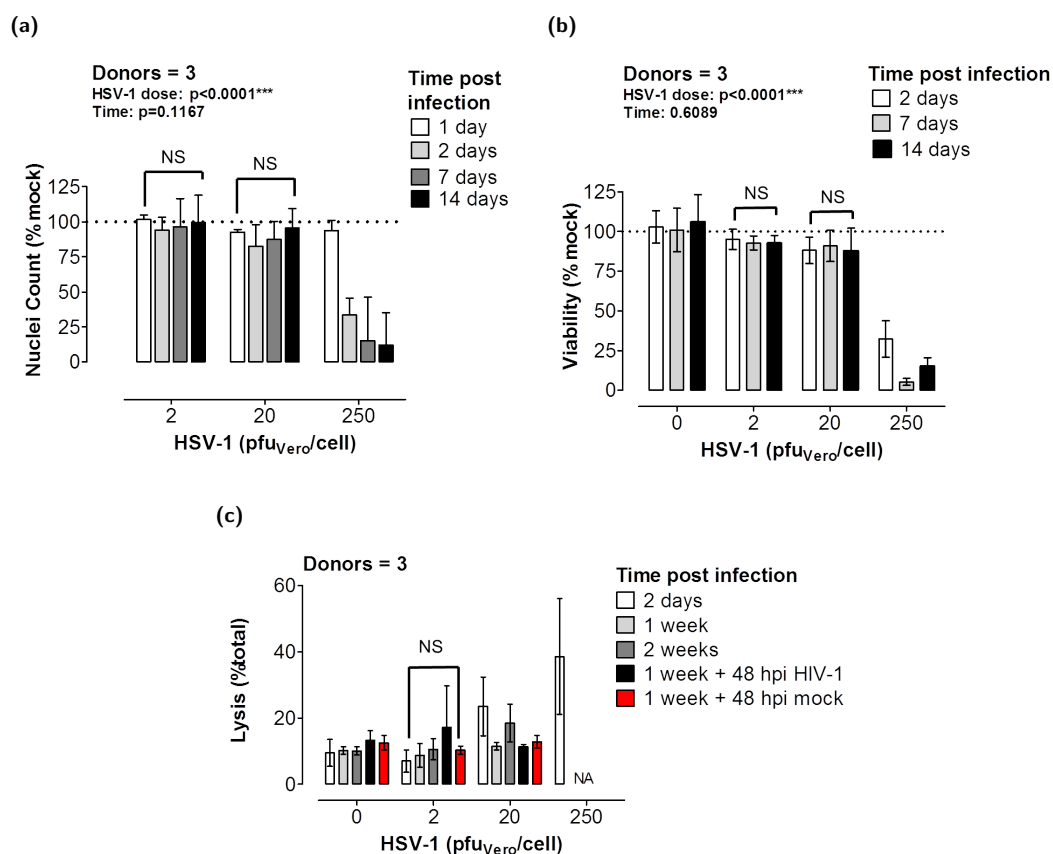 (a)
Donors = 3
HSV-1 dose: p<0.0001***
Time: p=0.1167
Time post
infection
1 day
2 days
7 days
14 days
NS
NS
Nuclei Count (% mock)
125
100
75
50
25
0
2
20
250
HSV-1 (pfuVero/cell)
(b)
Donors = 3
HSV-1 dose: p<0.0001***
Time: 0.6089
Time post infection
2 days
7 days
14 days
NS
NS
Viability (% mock)
125
100
75
50
25
0
0
2
20
250
HSV-1 (pfuVero/cell)
(c)
Donors = 3
Time post infection
2 days
1 week
2 weeks
1 week + 48 hpi HIV-1
1 week + 48 hpi mock
NS
Lysis (%total)
60
40
20
0
NA
0
2
20
250
HSV-1 (pfuVero/cell)